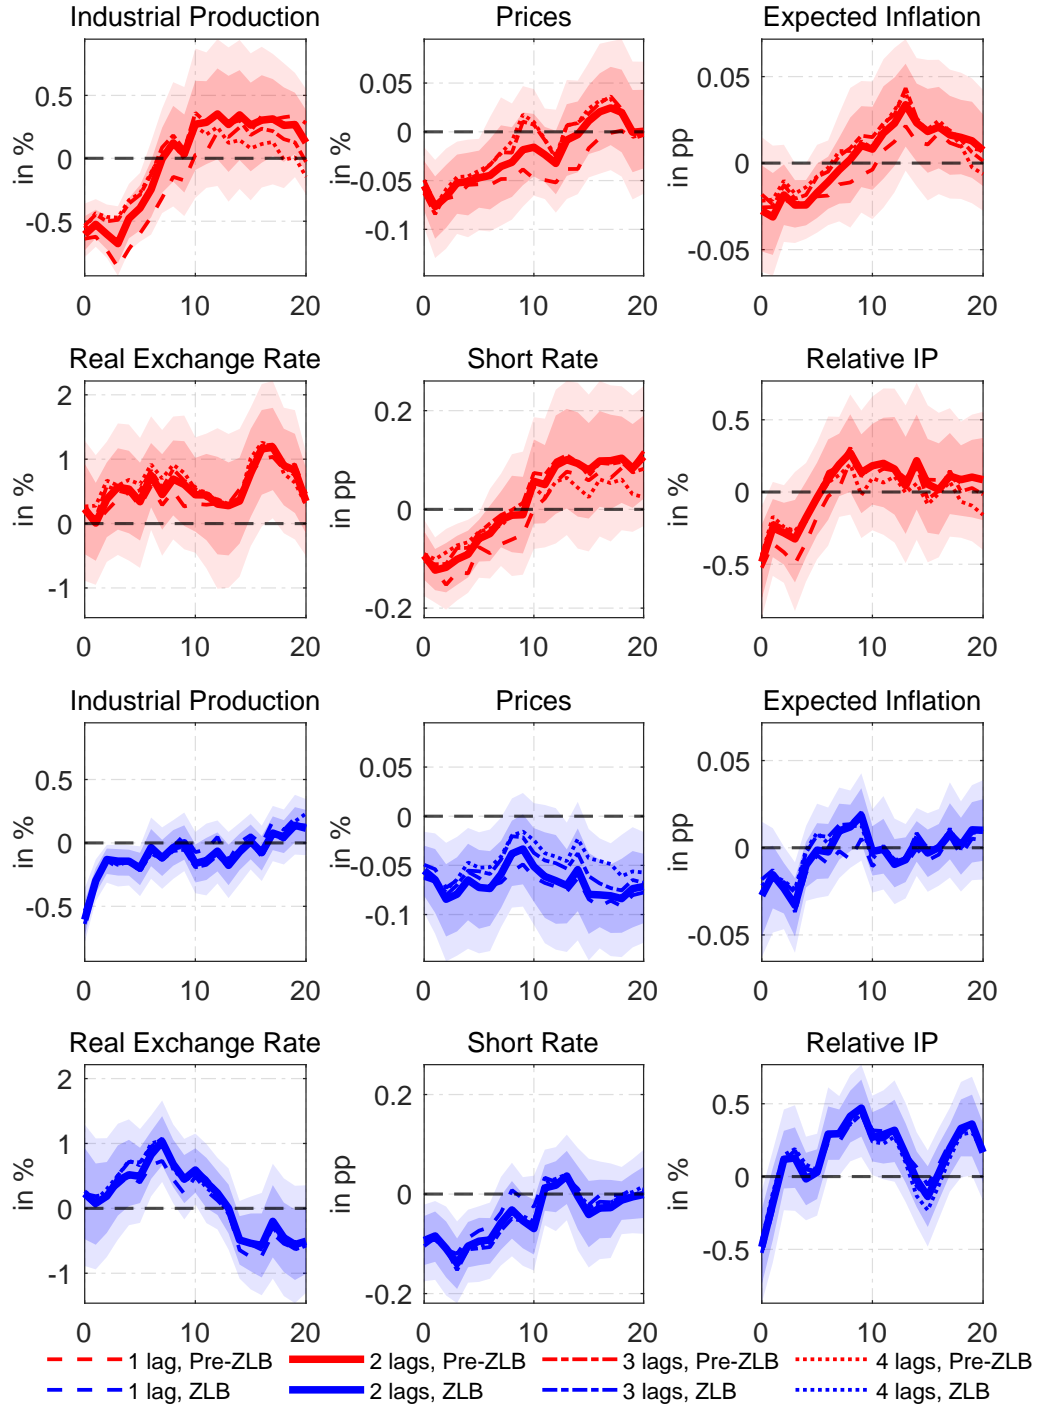 Industrial Production Prices Expected Inflation
0.5 0.05 0.05
0 0 0
-0.5 -0.05 -0.05
-0.1
in % in % in pp
0 10 20 0 10 20 0 10 20
Real Exchange Rate Short Rate Relative IP
2 0.2 0.5
1 0 0
0 -0.2 -0.5
-1
in % in pp in %
0 10 20 0 10 20 0 10 20
Industrial Production Prices Expected Inflation
0.5 0.05 0.05
0 0 0
-0.5 -0.05 -0.05
-0.1
in % in % in pp
0 10 20 0 10 20 0 10 20
Real Exchange Rate Short Rate Relative IP
2 0.2 0.5
1 0 0
0 -0.2 -0.5
-1
in % in pp in %
0 10 20 0 10 20 0 10 20
1 lag, Pre-ZLB 2 lags, Pre-ZLB 3 lags, Pre-ZLB 4 lags, Pre-ZLB
1 lag, ZLB 2 lags, ZLB 3 lags, ZLB 4 lags, ZLB